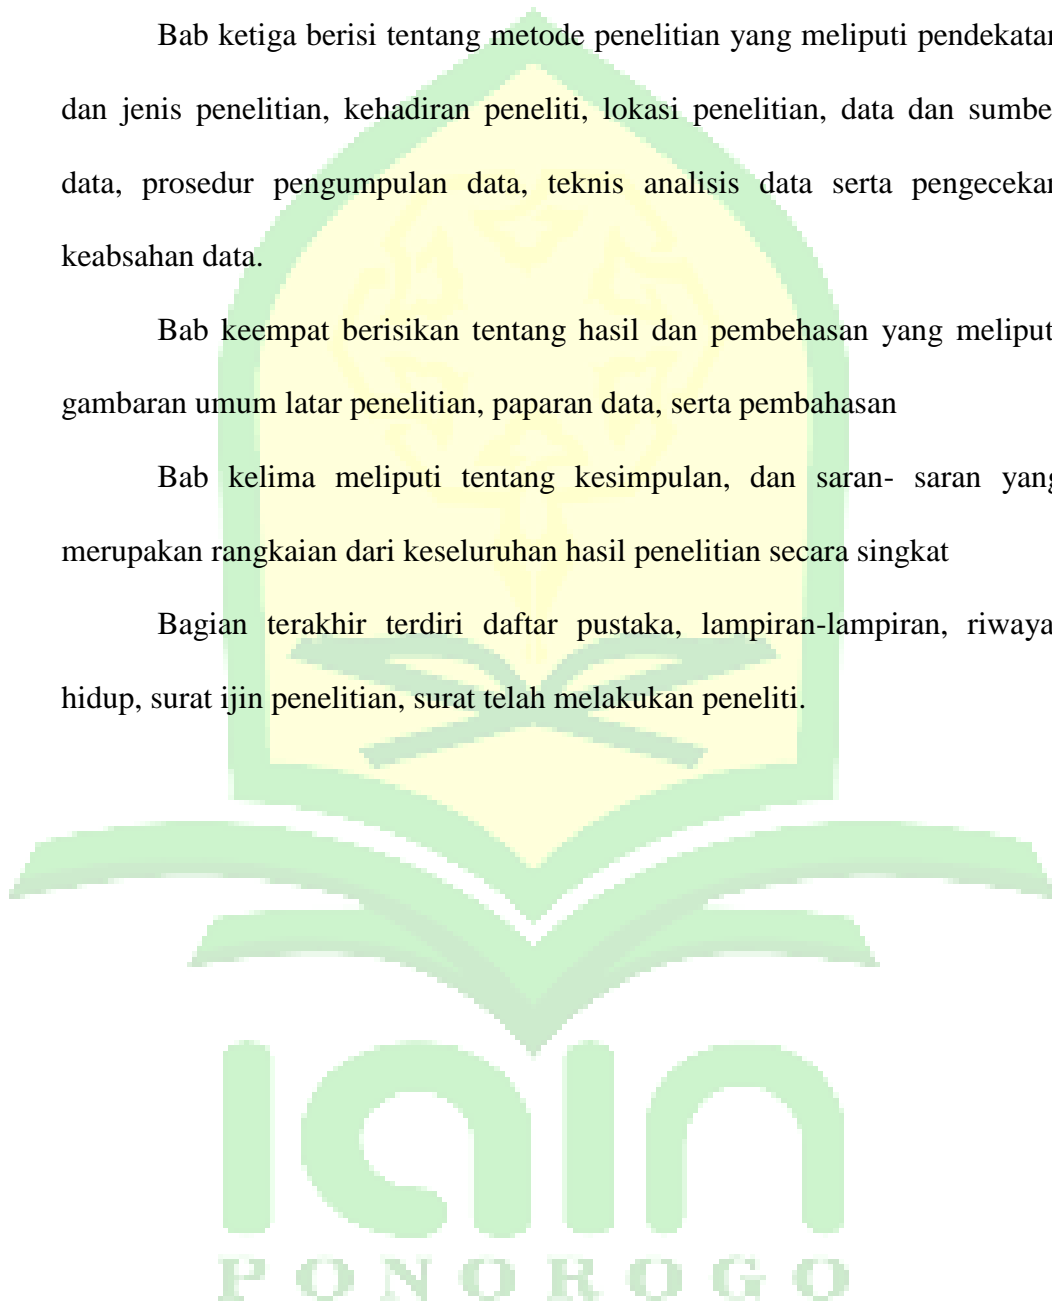 Bab ketiga berisi tentang metode penelitian yang meliputi pendekatan
dan jenis penelitian, kehadiran peneliti, lokasi penelitian, data dan sumbe
data, prosedur pengumpulan data, teknis analisis data serta pengecekan
keabsahan data.
Bab keempat berisikan tentang hasil dan pembehasan yang meliput
gambaran umum latar penelitian, paparan data, serta pembahasan
Bab kelima meliputi tentang kesimpulan, dan saran- saran yang
merupakan rangkaian dari keseluruhan hasil penelitian secara singkat
Bagian terakhir terdiri daftar pustaka, lampiran-lampiran, riwaya
hidup, surat ijin penelitian, surat telah melakukan peneliti.
iain
PONOROGO